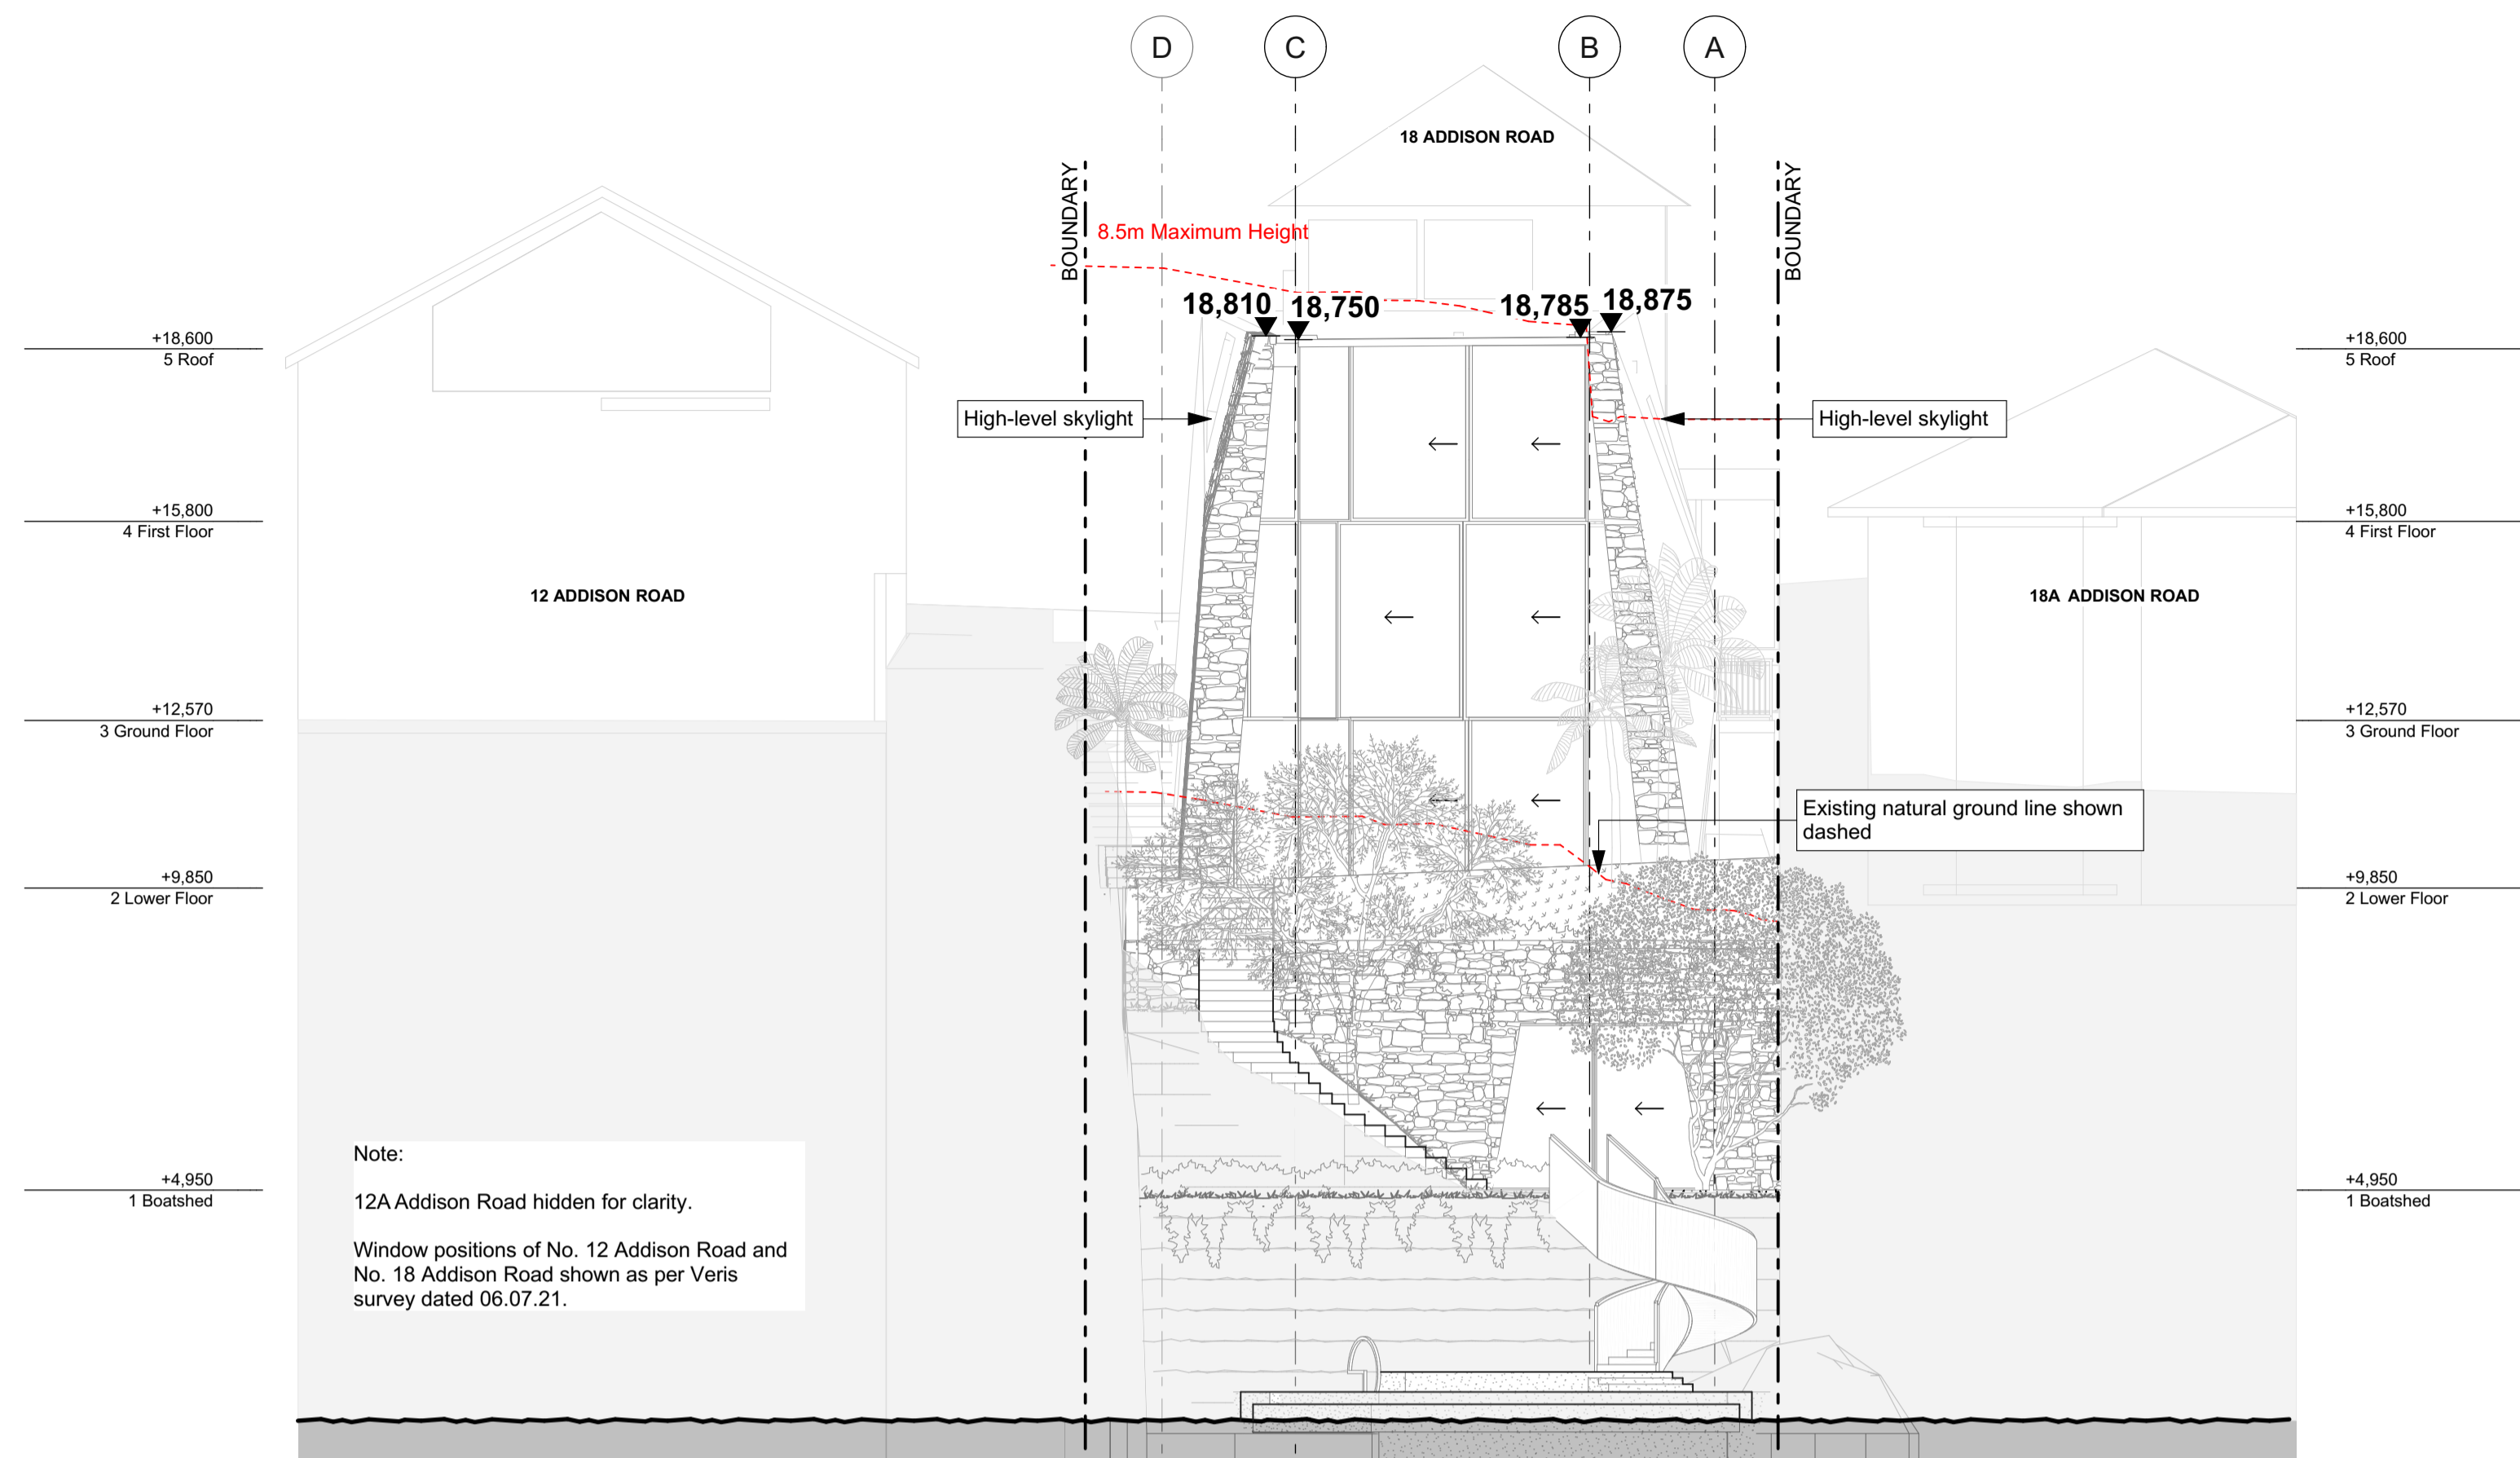 D
C
B
A
18 ADDISON ROAD
BOUNDARY
BOUNDARY
8.5m Maximum Height
18,810
18,750
18,785
18,875
+18,600
5 Roof
+18,600
5 Roof
High-level skylight
High-level skylight
+15,800
4 First Floor
+15,800
4 First Floor
12 ADDISON ROAD
18A ADDISON ROAD
+12,570
3 Ground Floor
+12,570
3 Ground Floor
Existing natural ground line shown
dashed
+9,850
2 Lower Floor
+9,850
2 Lower Floor
Note:
12A Addison Road hidden for clarity.
Window positions of No. 12 Addison Road and
No. 18 Addison Road shown as per Veris
survey dated 06.07.21.
+4,950
1 Boatshed
+4,950
1 Boatshed